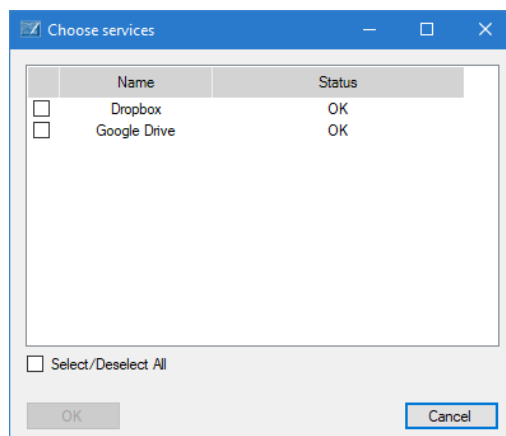 Choose services
Name Status
Dropbox OK
Google Drive OK
Select/Deselect All
OK Cancel